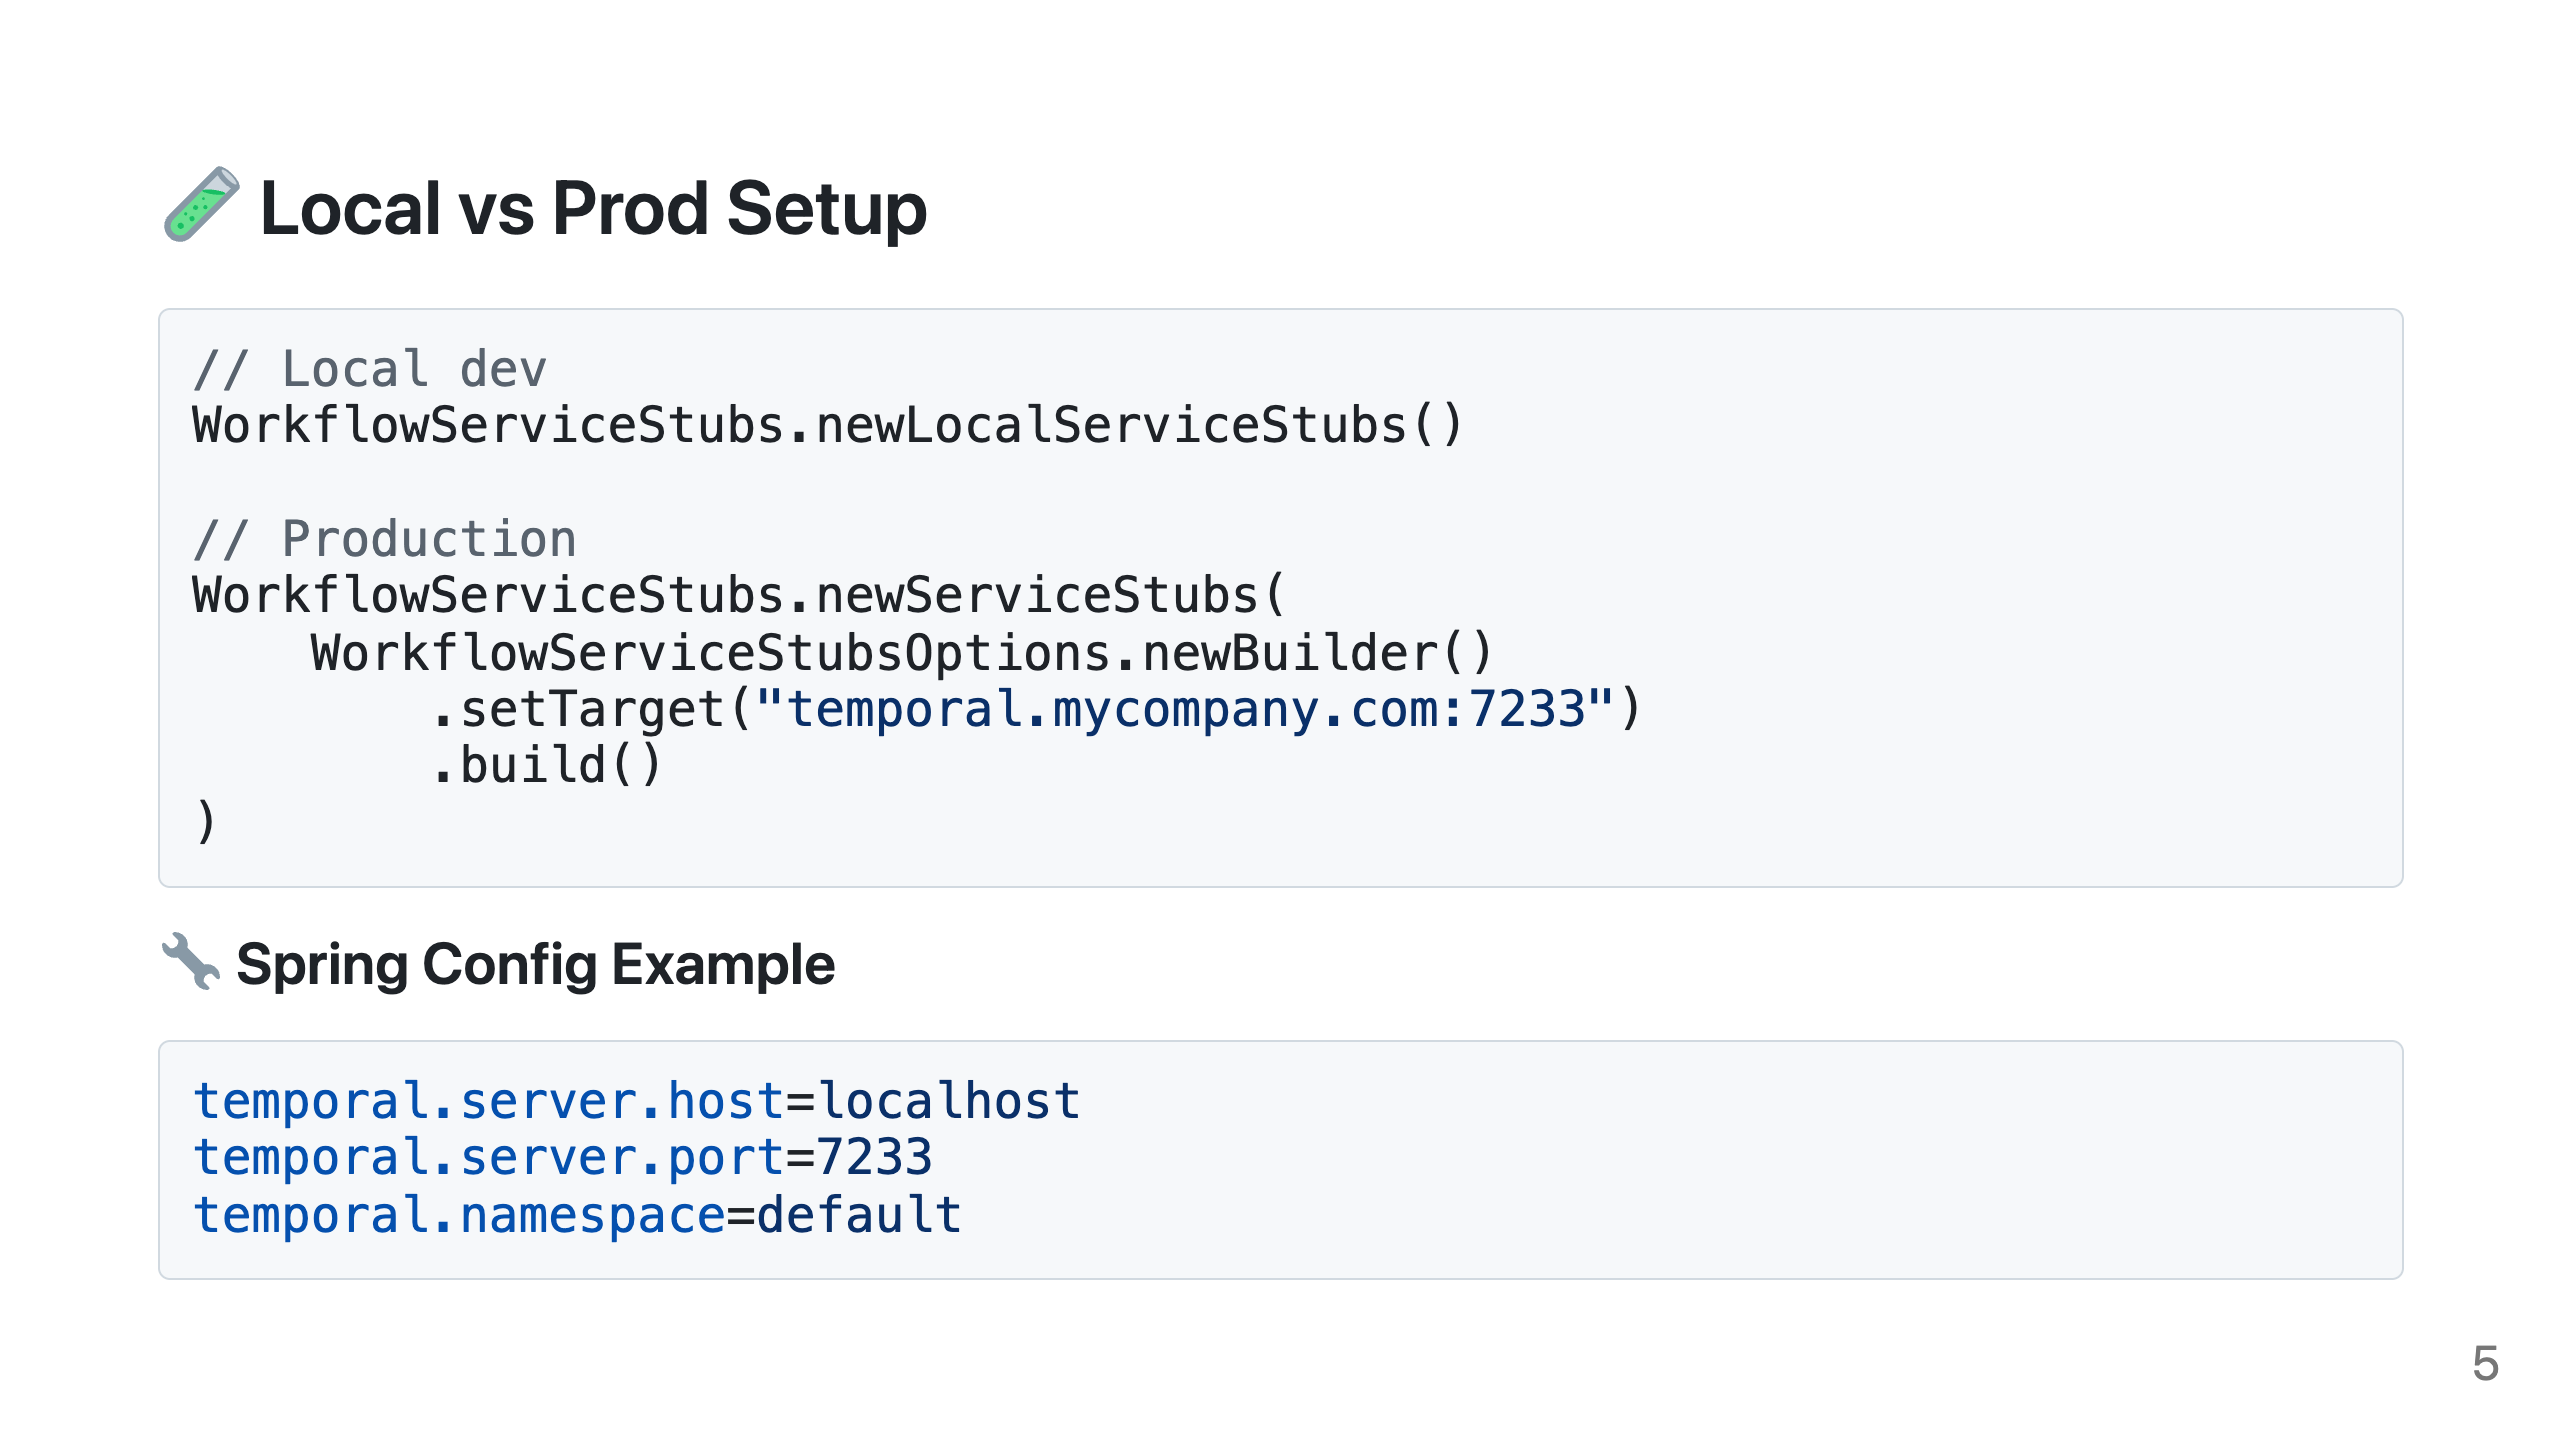 🧪 Local vs Prod Setup
// Local dev
WorkflowServiceStubs.newLocalServiceStubs()

// Production
WorkflowServiceStubs.newServiceStubs(
    WorkflowServiceStubsOptions.newBuilder()
        .setTarget("temporal.mycompany.com:7233")
        .build()
)
🔧 Spring Config Example
temporal.server.host=localhost
temporal.server.port=7233
temporal.namespace=default
5